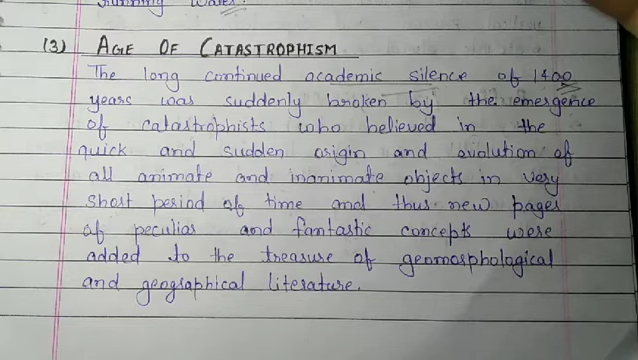 running water.
(3) AGE OF CATASTROPHISM
The long continued academic silence of 1400
years was suddenly broken by the emergence
of catastrophists who believed in the
quick and sudden origin and evolution of
all animate and inanimate objects in very
short period of time and thus new pages
of peculiar and fantastic concepts were
added to the treasure of geomorphological
and geographical literature.